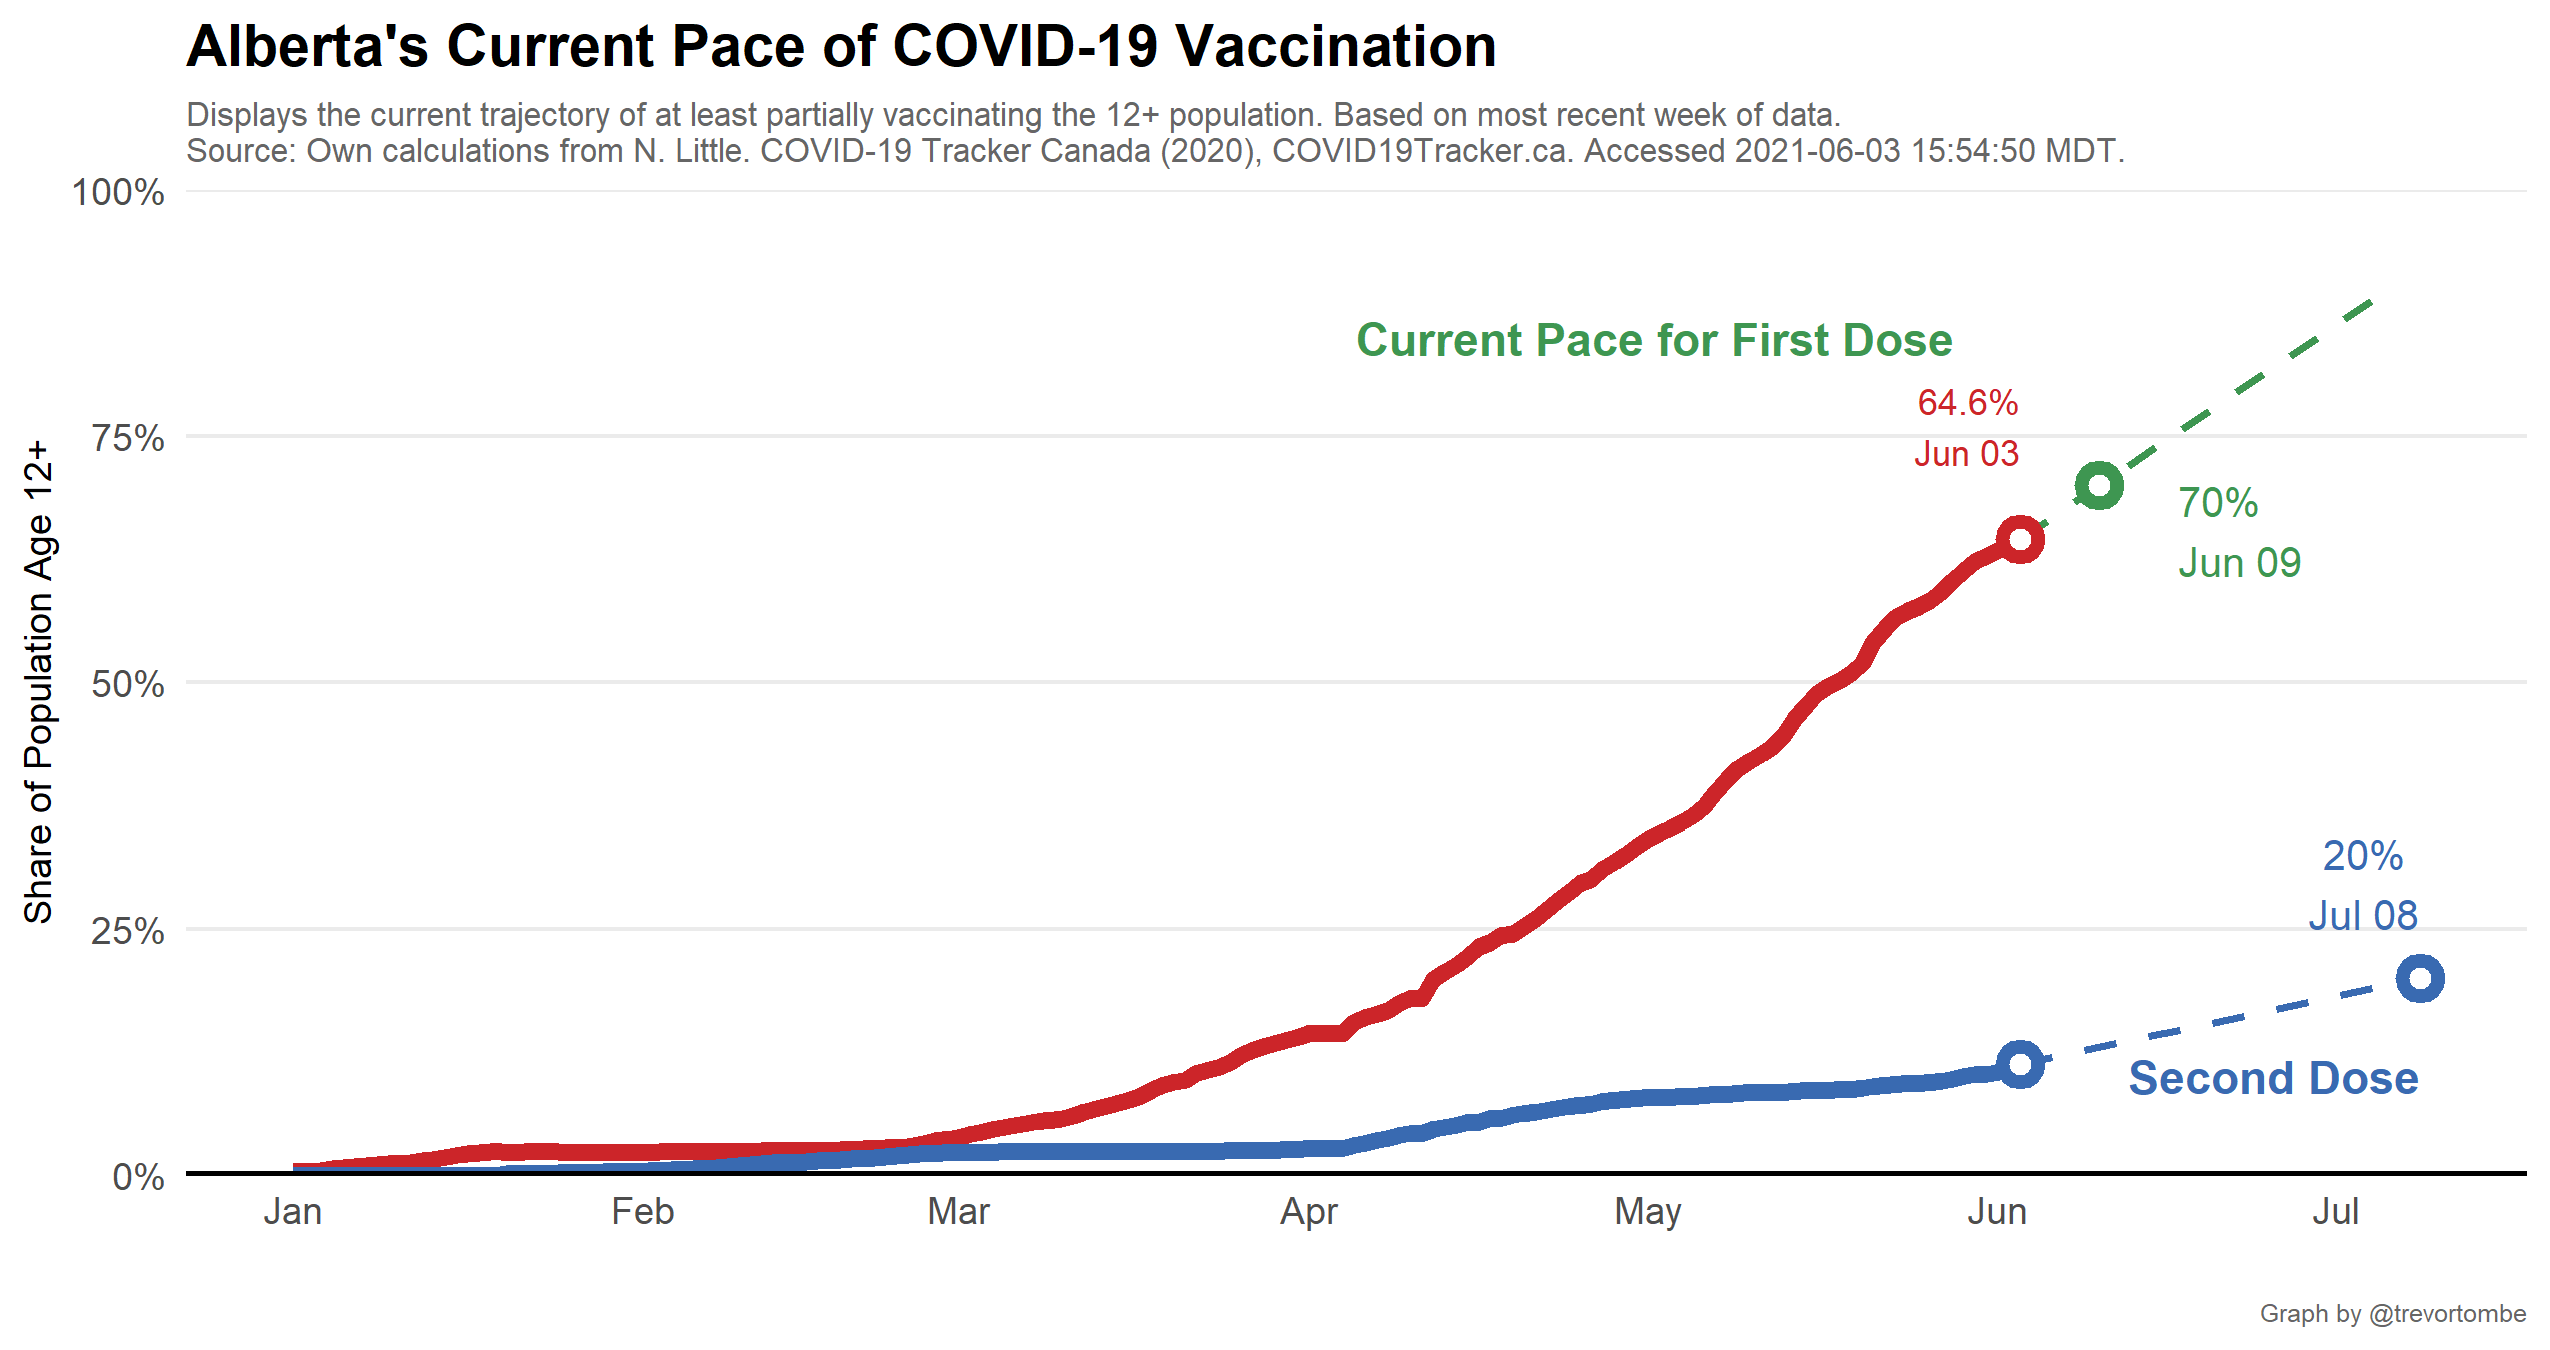 Alberta's Current Pace of COVID-19 Vaccination
Displays the current trajectory of at least partially vaccinating the 12+ population. Based on most recent week of data.
Source: Own calculations from N. Little. COVID-19 Tracker Canada (2020), COVID19Tracker.ca. Accessed 2021-06-03 15:54:50 MDT.
100%
75%
50%
25%
0%
Share of Population Age 12+
Current Pace for First Dose
64.6%
Jun 03
70%
Jun 09
20%
Jul 08
Second Dose
Jan
Feb
Mar
Apr
May
Jun
Jul
Graph by @trevortombe